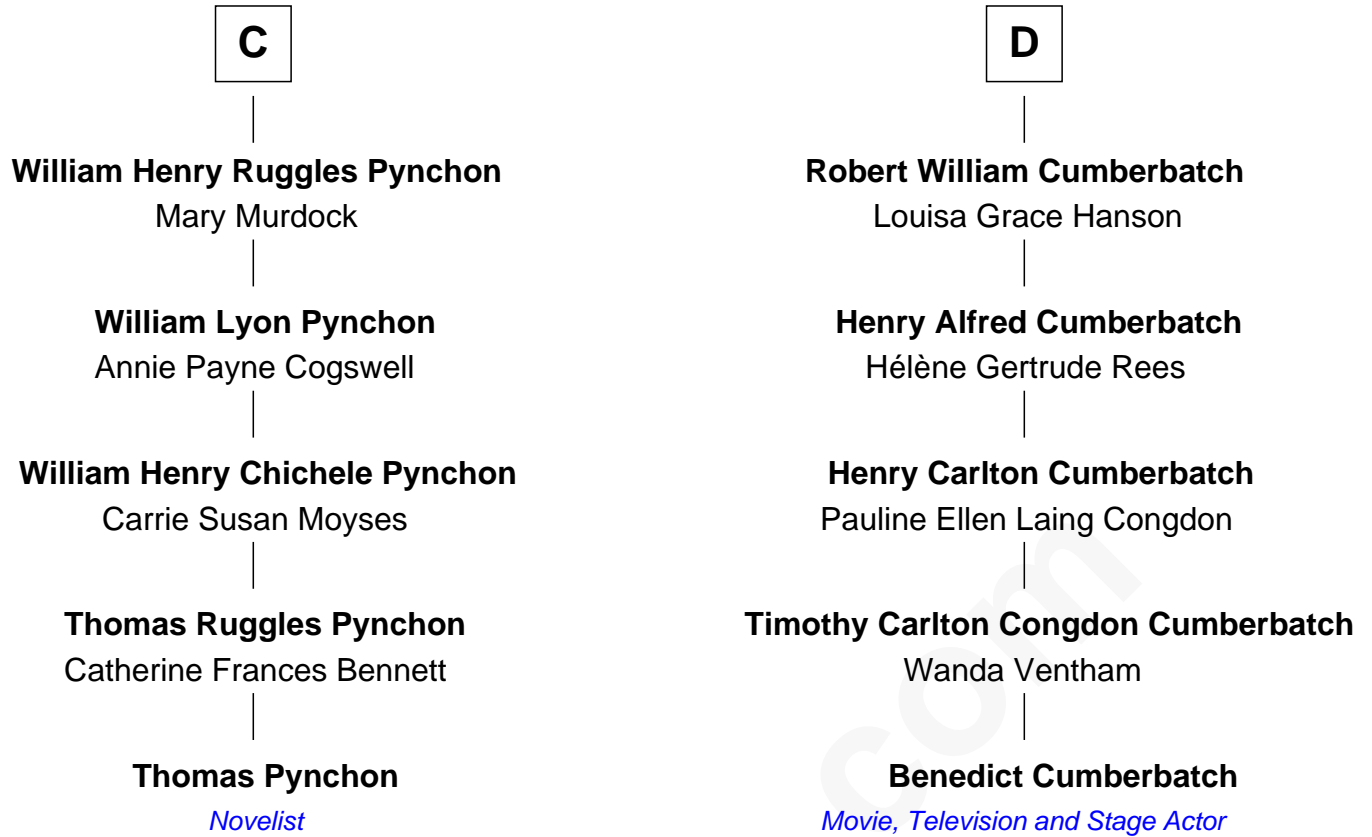 C
William Henry Ruggles Pynchon
Mary Murdock
William Lyon Pynchon
Annie Payne Cogswell
William Henry Chichele Pynchon
Carrie Susan Moyses
Thomas Ruggles Pynchon
Catherine Frances Bennett
Thomas Pynchon
Novelist
D
Robert William Cumberbatch
Louisa Grace Hanson
Henry Alfred Cumberbatch
Hélène Gertrude Rees
Henry Carlton Cumberbatch
Pauline Ellen Laing Congdon
Timothy Carlton Congdon Cumberbatch
Wanda Ventham
Benedict Cumberbatch
Movie, Television and Stage Actor
com